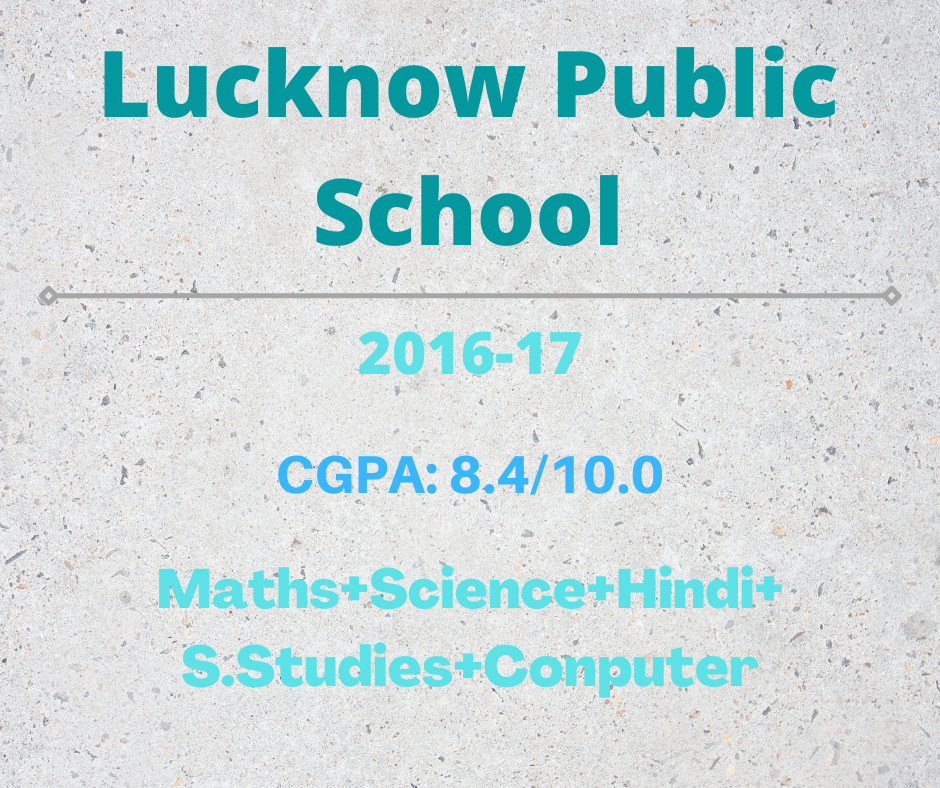 Lucknow Public
School
2016-17
CGPA: 8.4/10.0
Maths+Science+Hindi+
S.Studies+Conputer